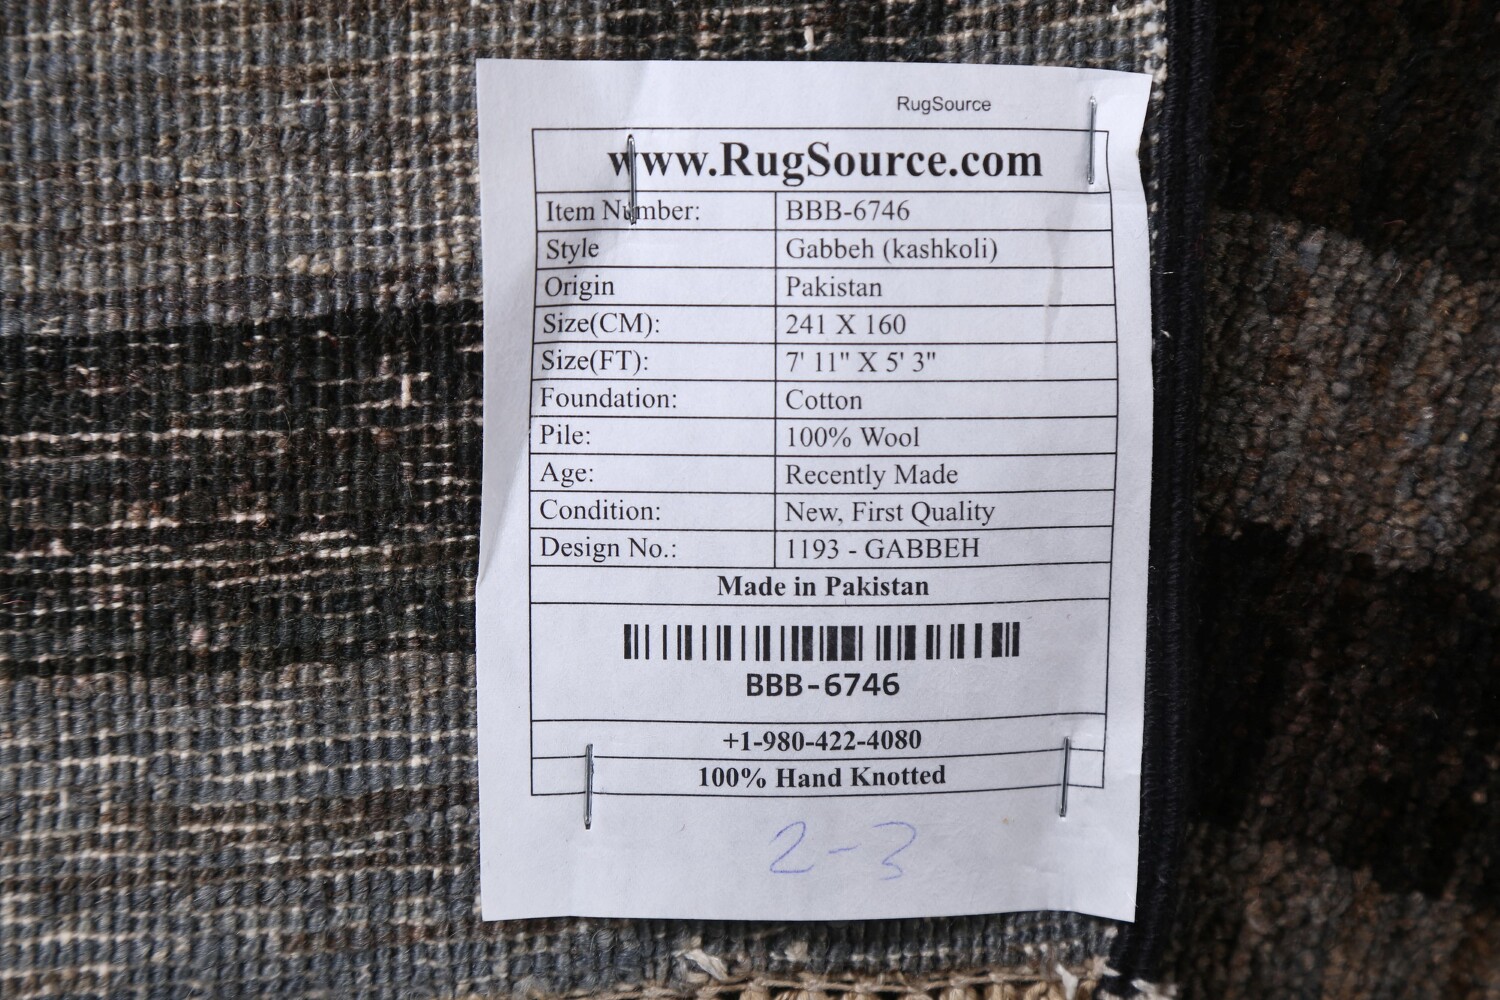 RugSource
www.RugSource.com
Item Number: BBB-6746
Style Gabbeh (kashkoli)
Origin Pakistan
Size(CM): 241 X 160
Size(FT): 7' 11" X 5' 3"
Foundation: Cotton
Pile: 100% Wool
Age: Recently Made
Condition: New, First Quality
Design No.: 1193 - GABBEH
Made in Pakistan
BBB-6746
+1-980-422-4080
100% Hand Knotted
2-3